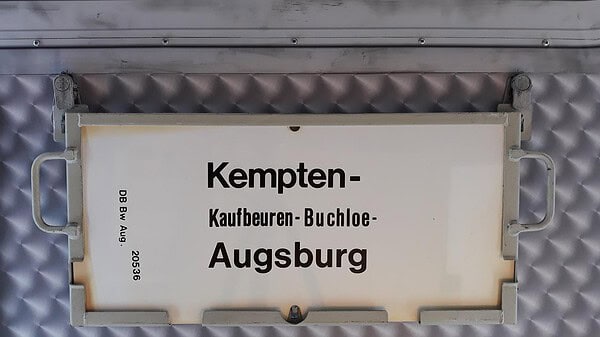 Kempten-
Kaufbeuren-Buchloe-
Augsburg
DB Bw Aug. 20536